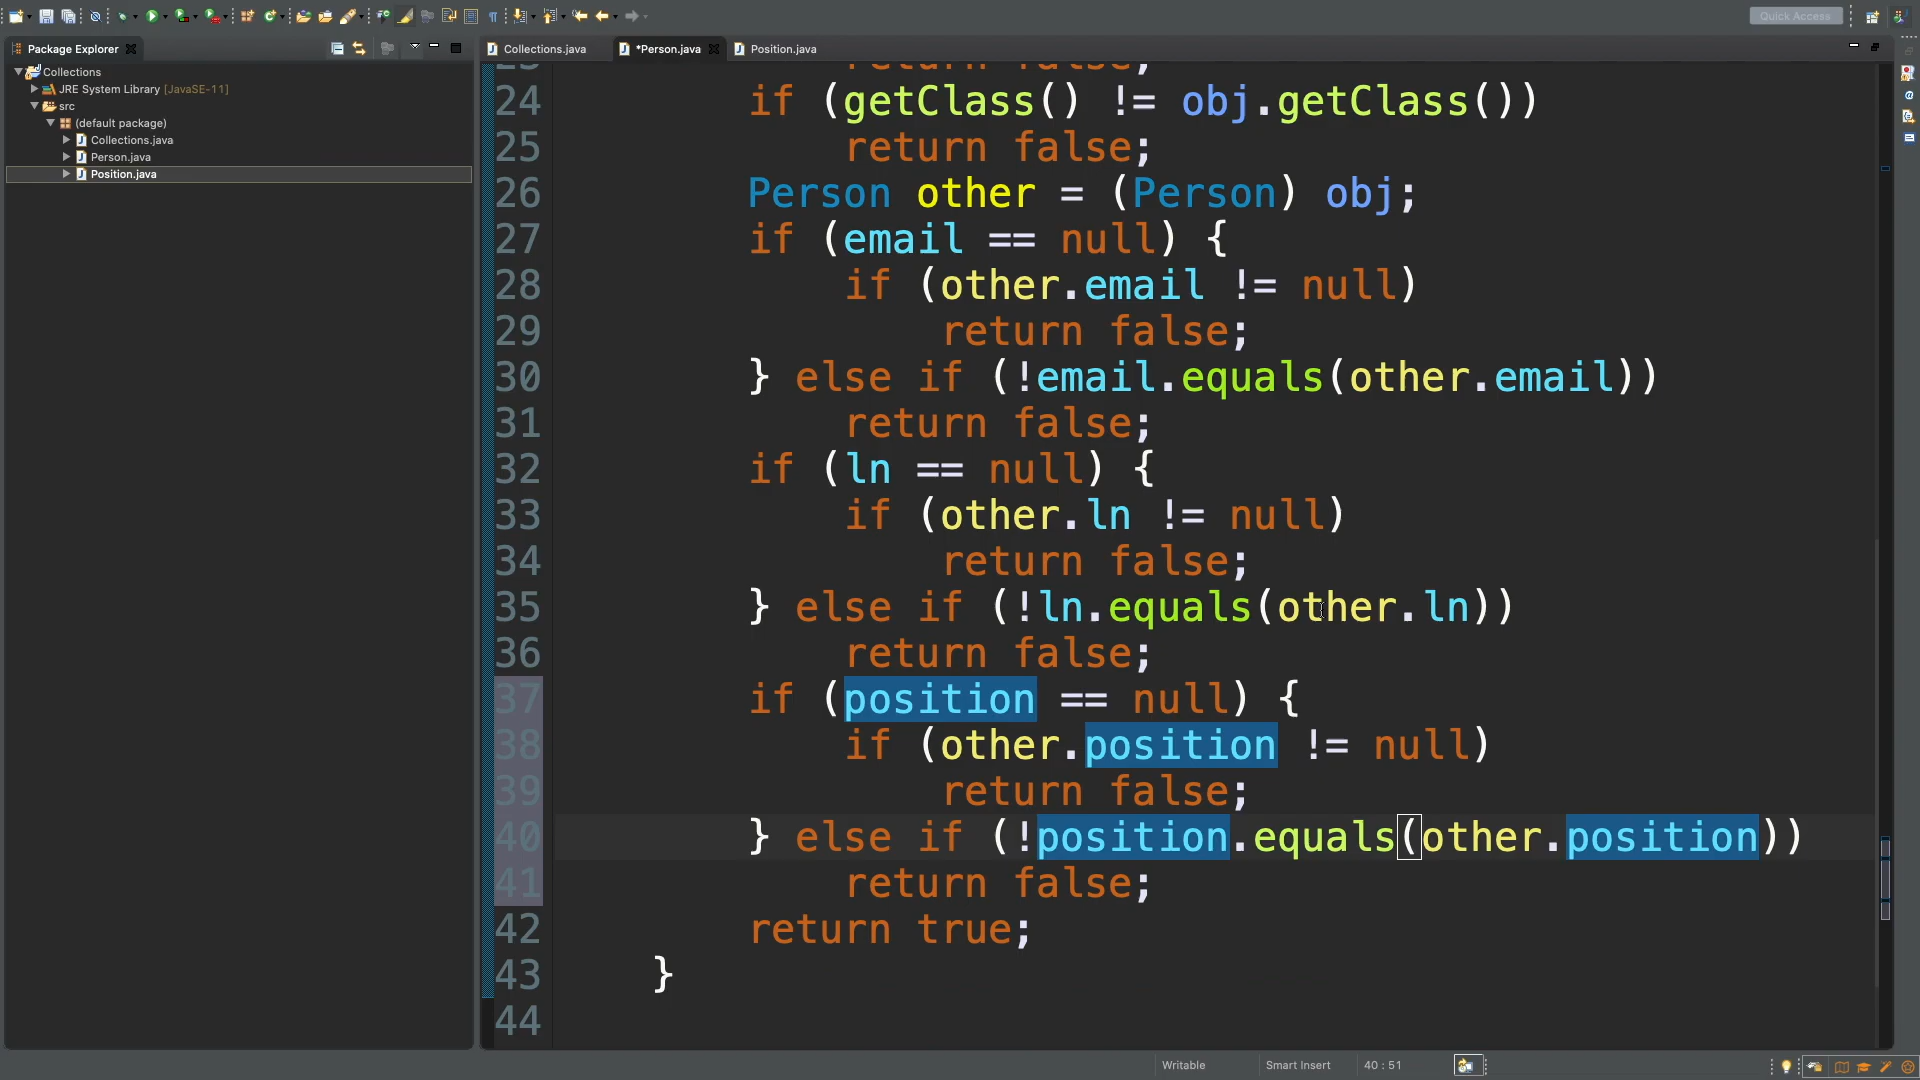 Quick Access
Package Explorer
Collections.java
*Person.java
Position.java
Collections
JRE System Library [JavaSE-11]
src
(default package)
Collections.java
Person.java
Position.java
23 return false;
24 if (getClass() != obj.getClass())
25 return false;
26 Person other = (Person) obj;
27 if (email == null) {
28 if (other.email != null)
29 return false;
30 } else if (!email.equals(other.email))
31 return false;
32 if (ln == null) {
33 if (other.ln != null)
34 return false;
35 } else if (!ln.equals(other.ln))
36 return false;
37 if (position == null) {
38 if (other.position != null)
39 return false;
40 } else if (!position.equals(other.position))
41 return false;
42 return true;
43 }
44
Writable
Smart Insert
40 : 51